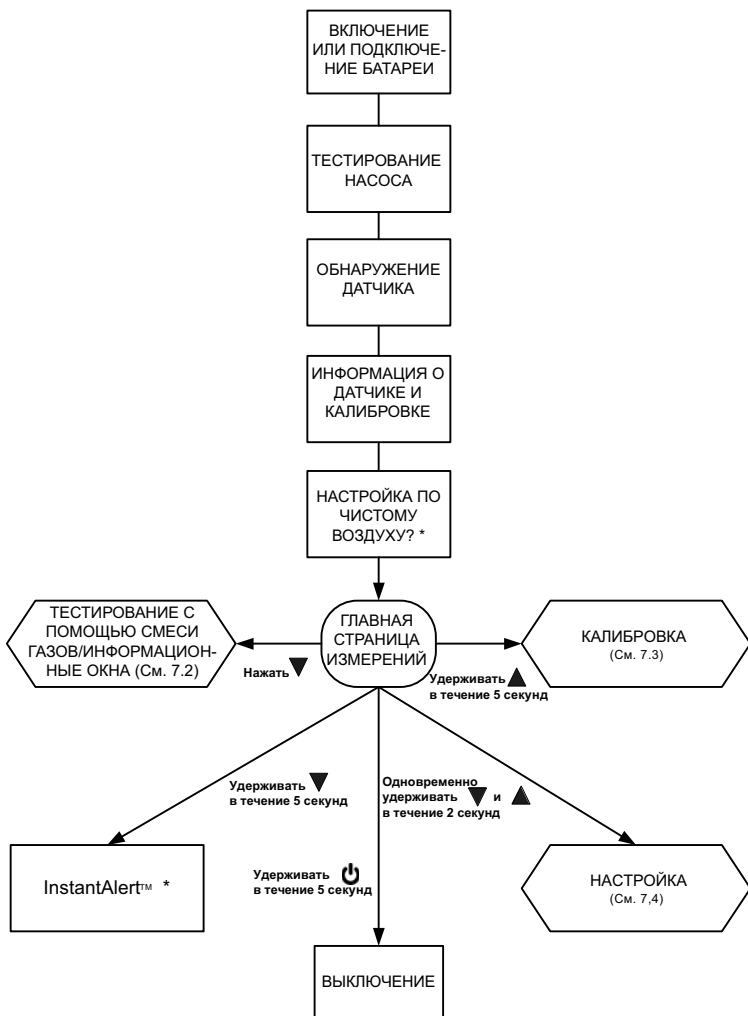 ВКЛЮЧЕНИЕ
ИЛИ ПОДКЛЮЧЕ-
НИЕ БАТАРЕИ
ТЕСТИРОВАНИЕ
НАСОСА
ОБНАРУЖЕНИЕ
ДАТЧИКА
ИНФОРМАЦИЯ О
ДАТЧИКЕ И
КАЛИБРОВКЕ
НАСТРОЙКА ПО
ЧИСТОМУ
ВОЗДУХУ? *
ТЕСТИРОВАНИЕ С
ПОМОЩЬЮ СМЕСИ
ГАЗОВ/ИНФОРМАЦИОН-
НЫЕ ОКНА (См. 7.2)
Нажать ▼
ГЛАВНАЯ
СТРАНИЦА
ИЗМЕРЕНИЙ
Удерживать ▲
в течение 5 секунд
КАЛИБРОВКА
(См. 7.3)
Удерживать ▼
в течение 5 секунд
Одновременно
удерживать ▼ и ▲
в течение 2 секунд
Удерживать
в течение 5 секунд
InstantAlert™ *
НАСТРОЙКА
(См. 7,4)
ВЫКЛЮЧЕНИЕ